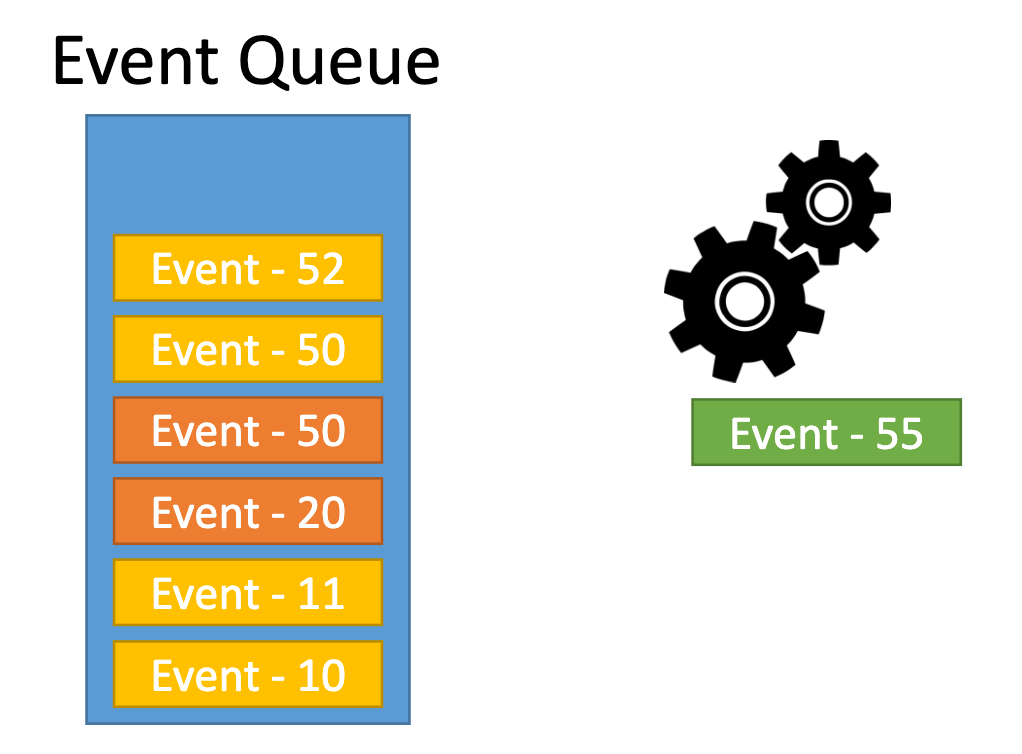 Event Queue
Event - 52
Event - 50
Event - 50
Event - 20
Event - 11
Event - 10
Event - 55